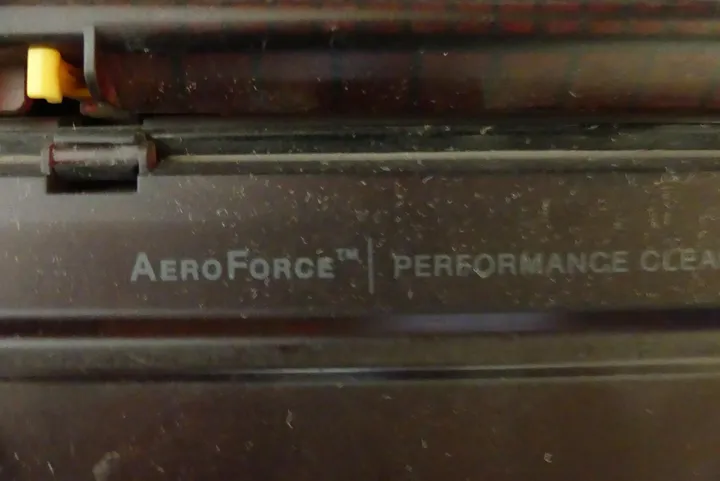 AEROFORCE™ | PERFORMANCE CLEA